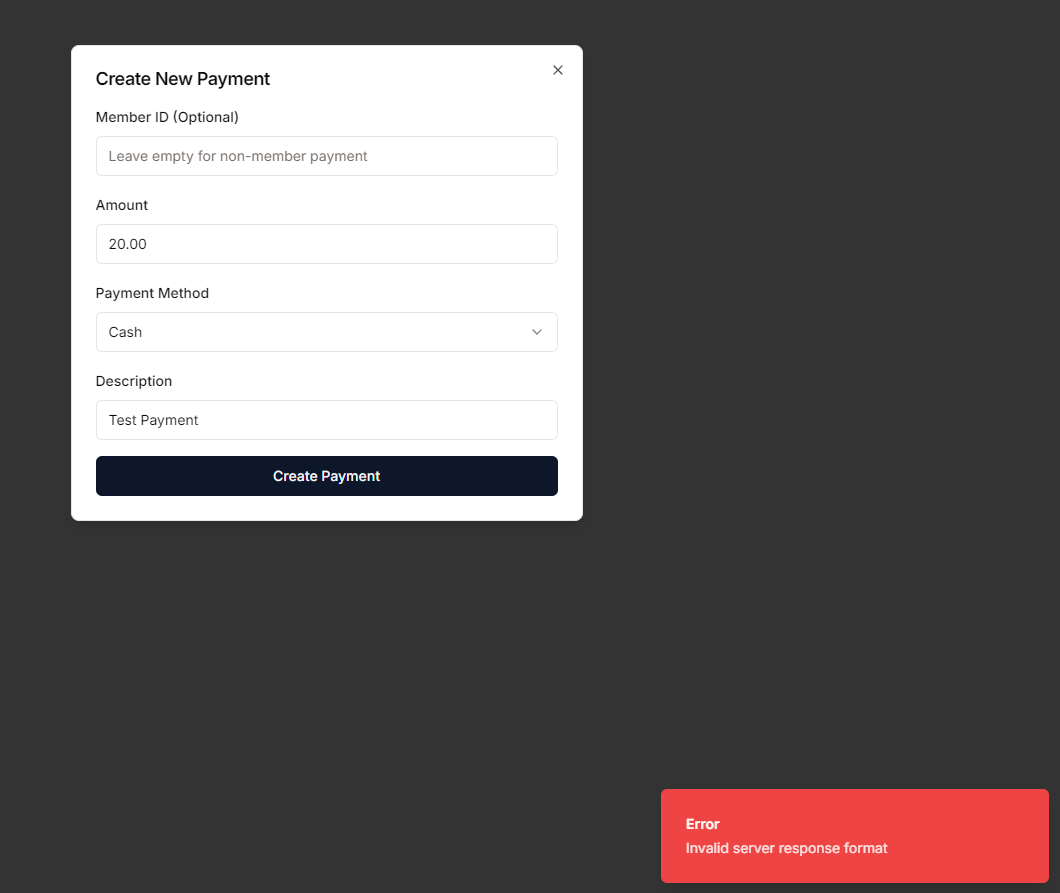 Create New Payment
Member ID (Optional)
Leave empty for non-member payment
Amount
20.00
Payment Method
Cash
Description
Test Payment
Create Payment
Error
Invalid server response format